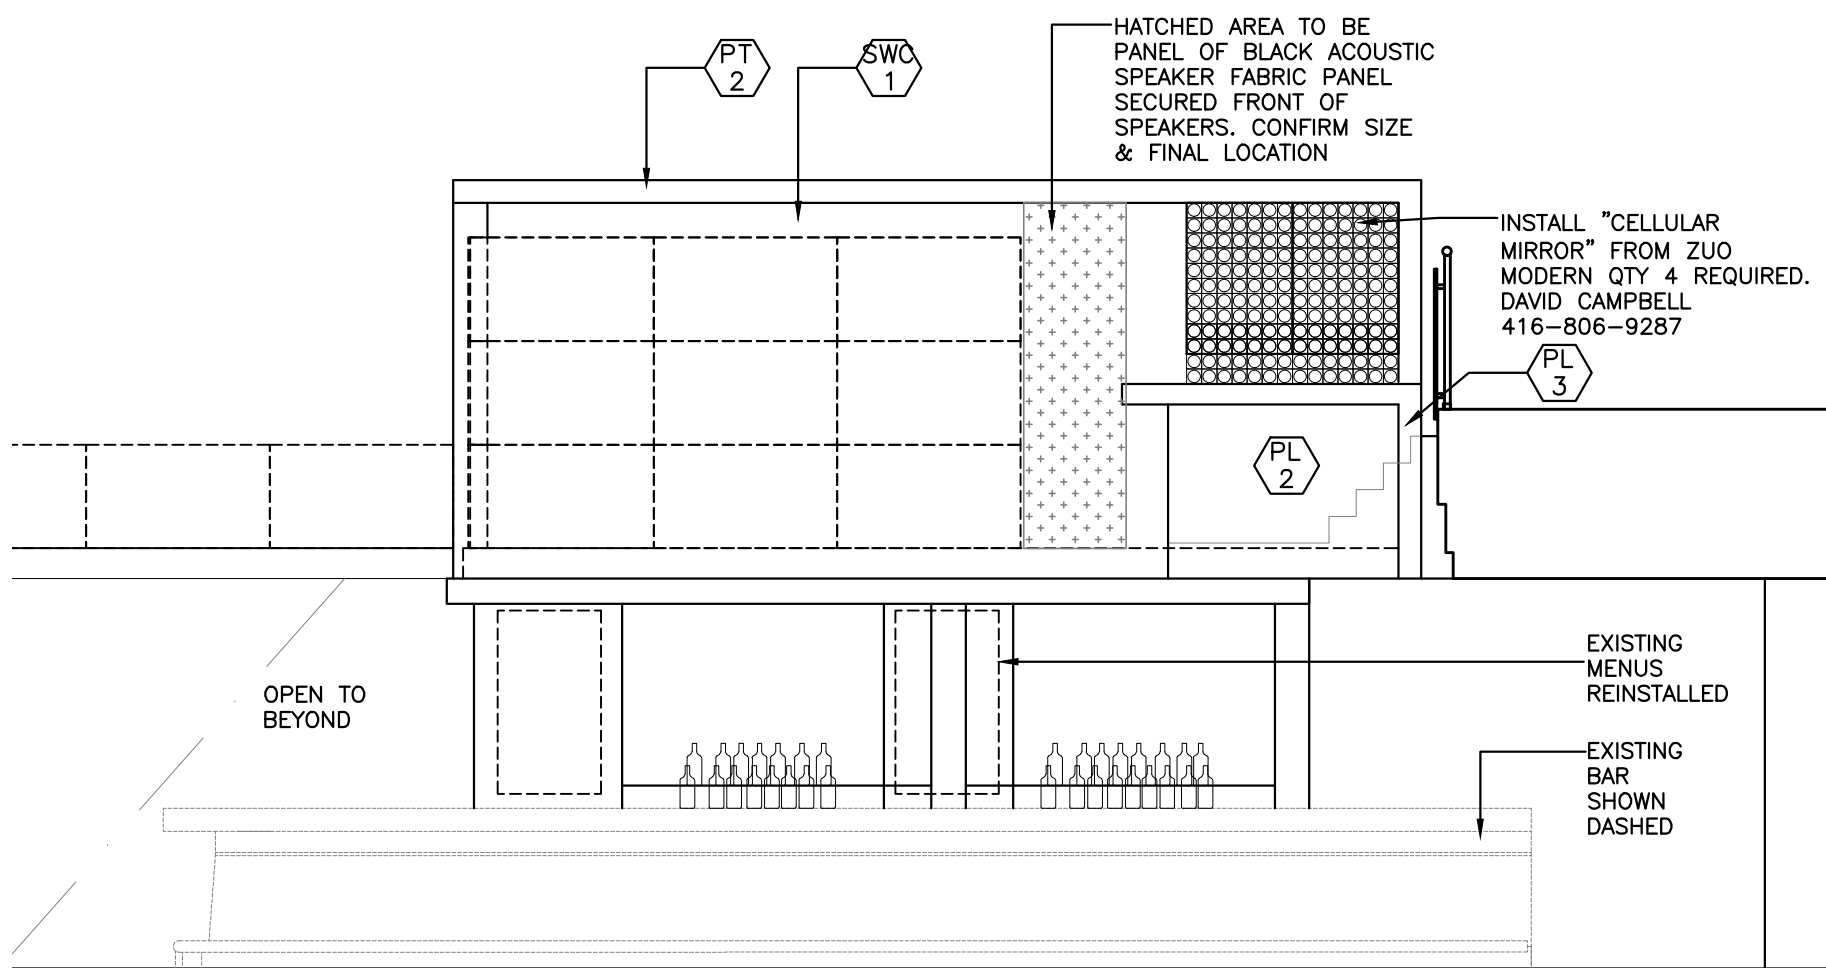 PT
2
SWC
1
HATCHED AREA TO BE
PANEL OF BLACK ACOUSTIC
SPEAKER FABRIC PANEL
SECURED FRONT OF
SPEAKERS. CONFIRM SIZE
& FINAL LOCATION
INSTALL "CELLULAR
MIRROR" FROM ZUO
MODERN QTY 4 REQUIRED.
DAVID CAMPBELL
416-806-9287
PL
3
PL
2
OPEN TO
BEYOND
EXISTING
MENUS
REINSTALLED
EXISTING
BAR
SHOWN
DASHED